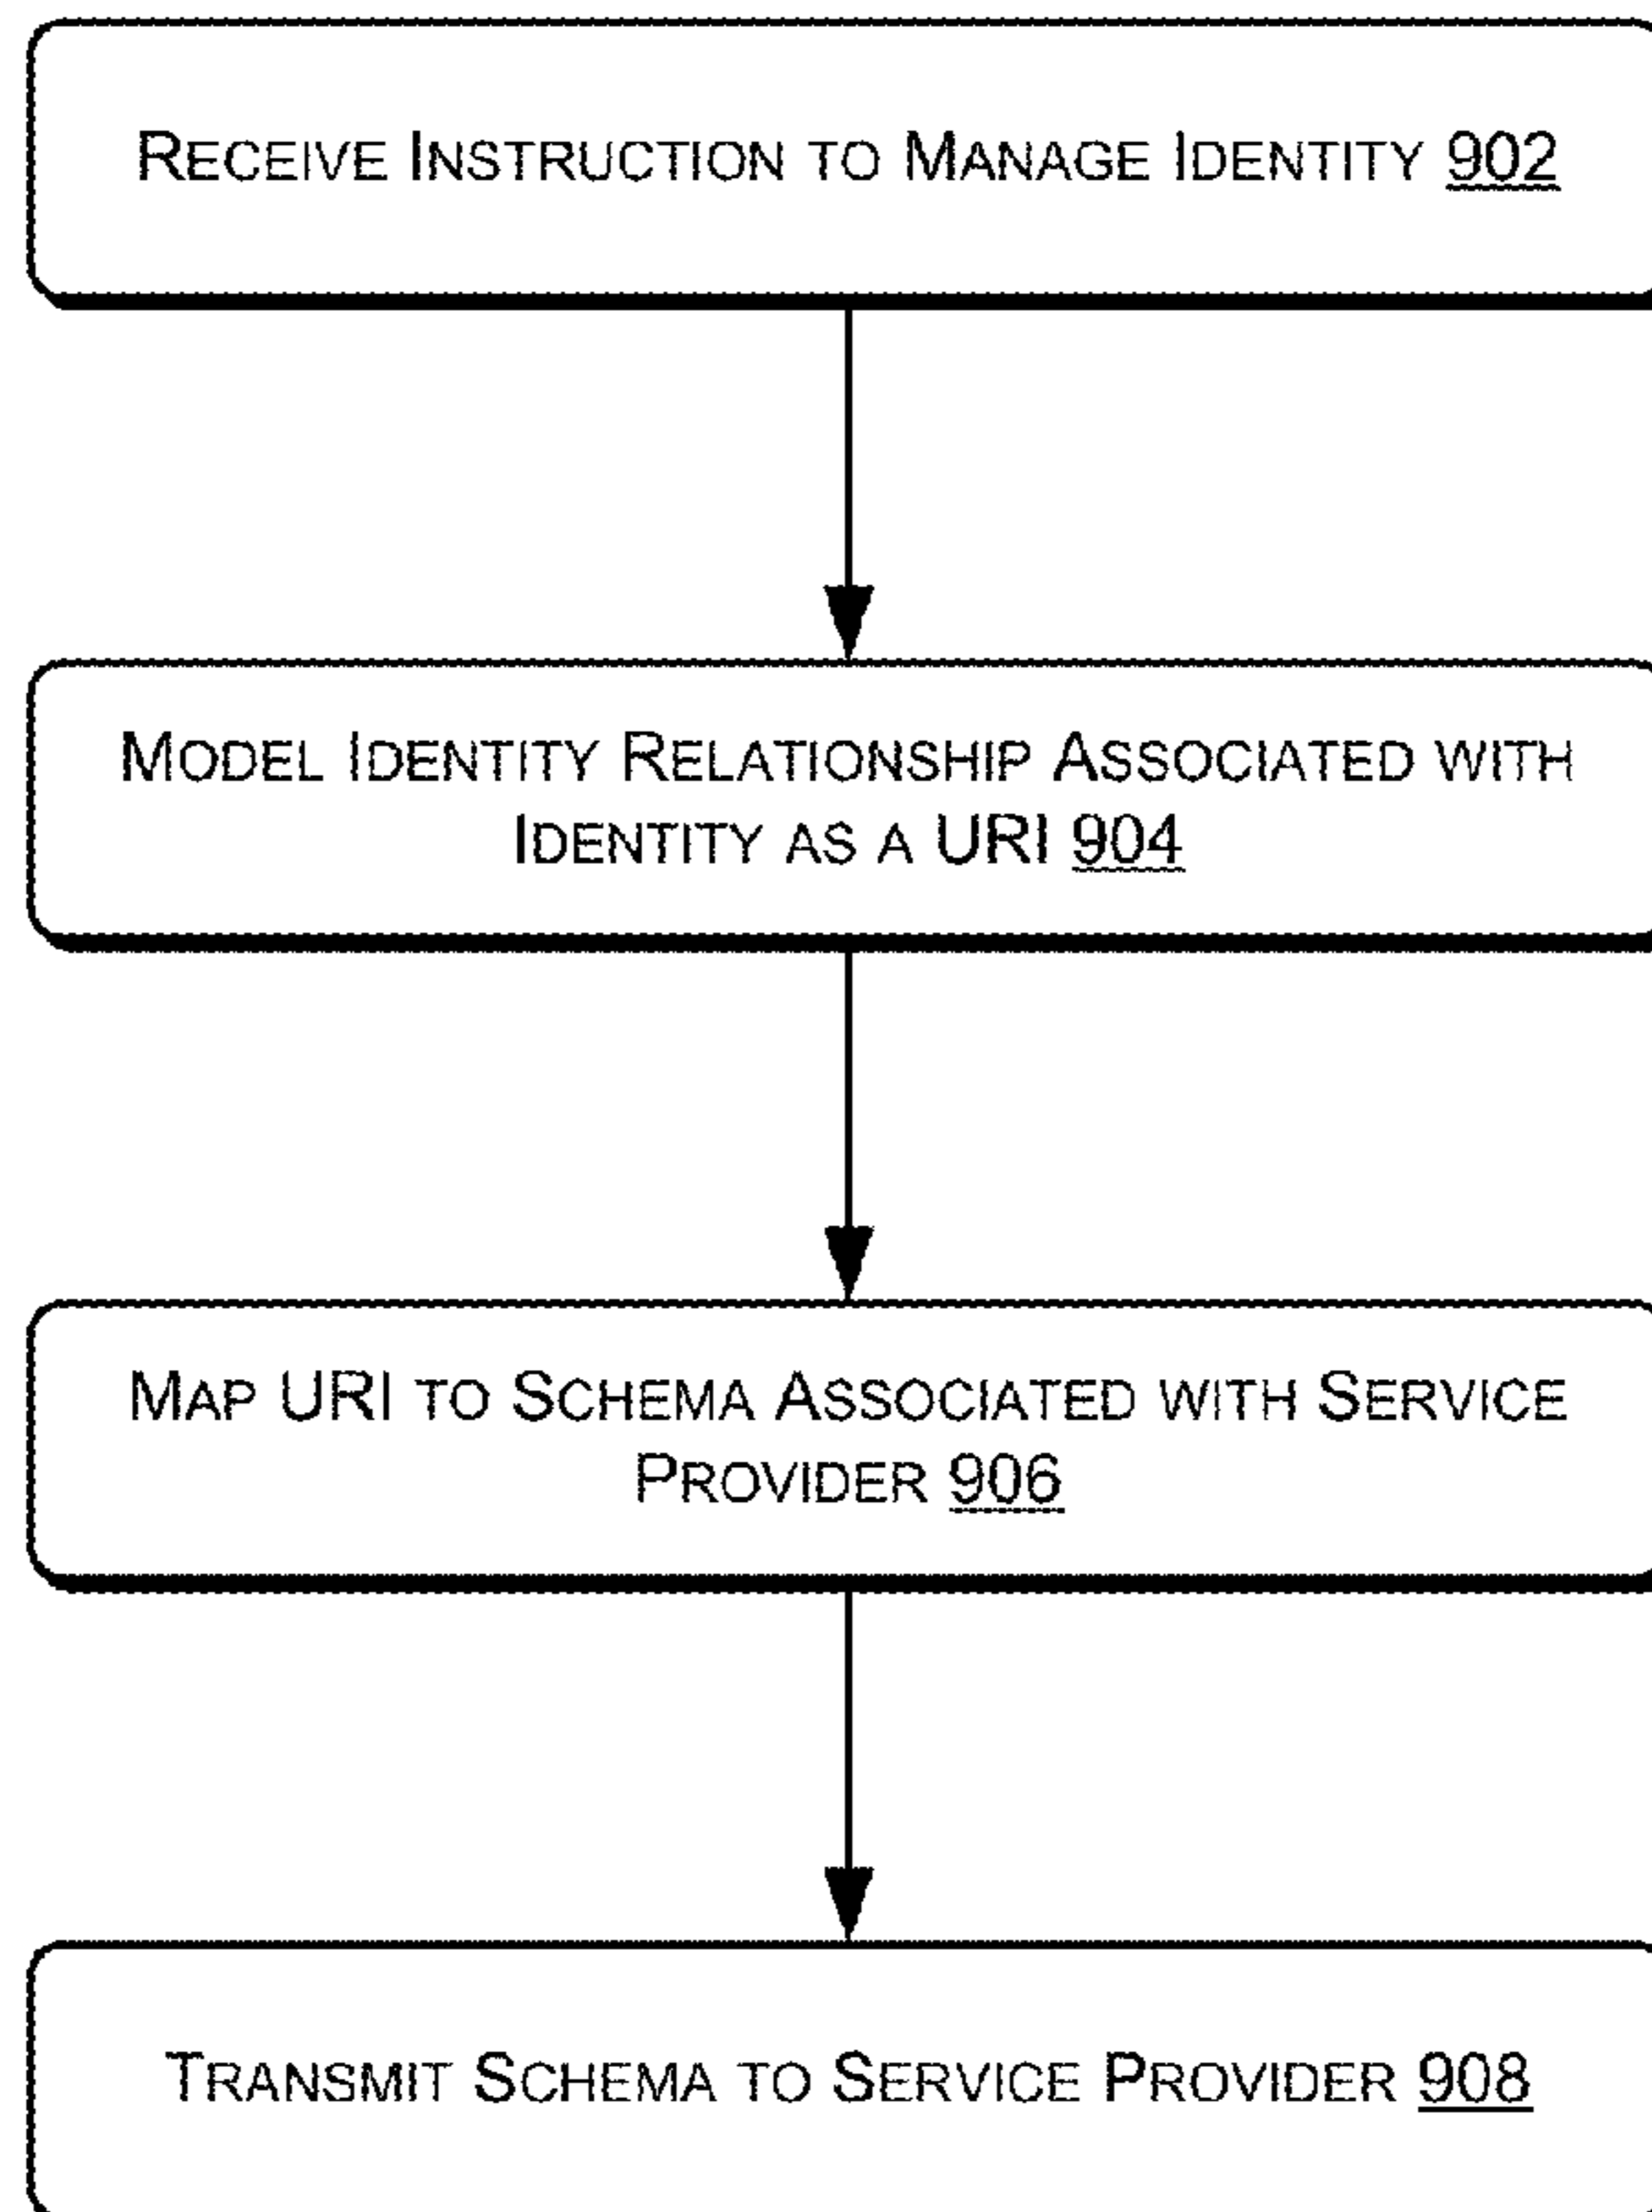 RECEIVE INSTRUCTION TO MANAGE IDENTITY 902
MODEL IDENTITY RELATIONSHIP ASSOCIATED WITH
IDENTITY AS A URI 904
MAP URI TO SCHEMA ASSOCIATED WITH SERVICE
PROVIDER 906
TRANSMIT SCHEMA TO SERVICE PROVIDER 908